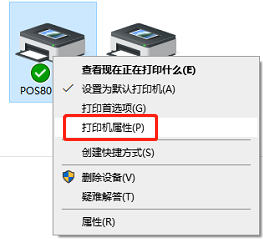 POS80
查看现在正在打印什么(E)
设置为默认打印机(A)
打印首选项(G)
打印机属性(P)
创建快捷方式(S)
删除设备(V)
疑难解答(T)
属性(R)